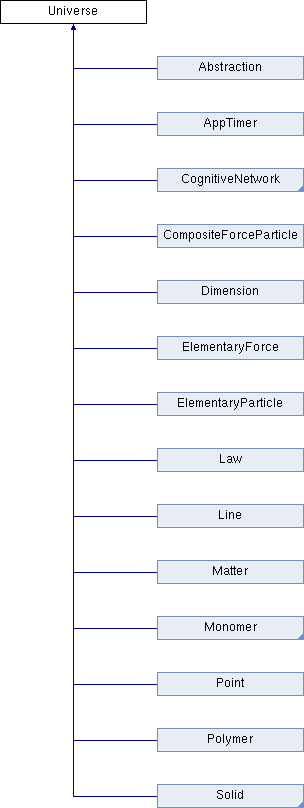 Universe
Abstraction
AppTimer
CognitiveNetwork
CompositeForceParticle
Dimension
ElementaryForce
ElementaryParticle
Law
Line
Matter
Monomer
Point
Polymer
Solid